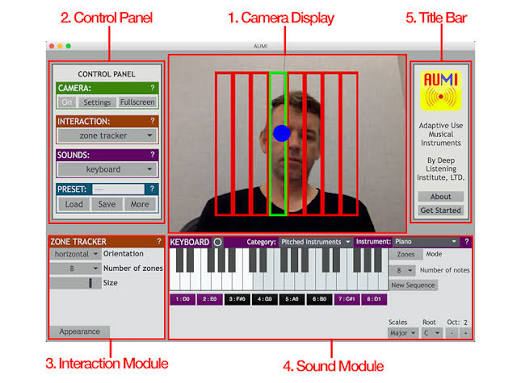 2. Control Panel
1. Camera Display
5. Title Bar
AUMI
CONTROL PANEL
CAMERA: ?
On Settings Fullscreen
INTERACTION: ?
zone tracker
SOUNDS: ?
keyboard
PRESET: ?
Load Save More
AUMI
Adaptive Use
Musical
Instruments
By Deep
Listening
Institute, LTD.
About
Get Started
ZONE TRACKER ?
horizontal Orientation
8 Number of zones
Size
Appearance
KEYBOARD Category: Pitched Instruments Instrument: Piano ?
Zones Mode
8 Number of notes
New Sequence
1: D0 2: E0 3: F#0 4: G0 5: A0 6: B0 7: C#1 8: D1
Scales Root Oct: 2
Major C - +
3. Interaction Module
4. Sound Module